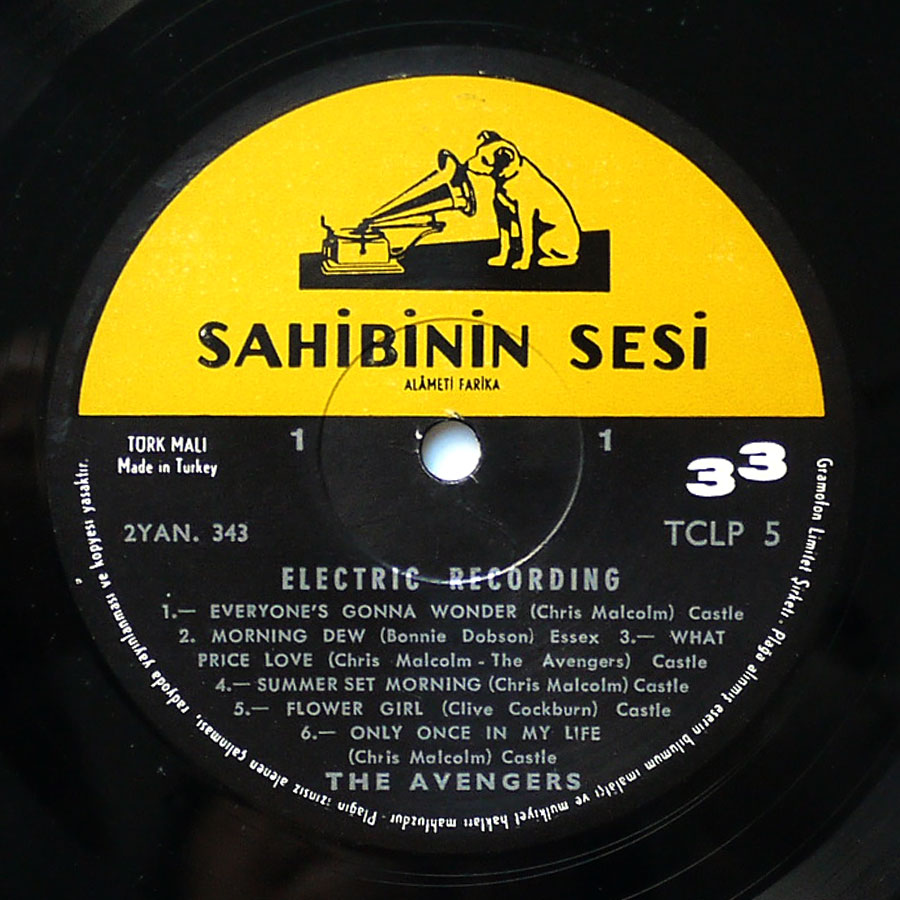 SAHİBİNİN SESİ
ALÂMETİ FARİKA
TÜRK MALI
Made in Turkey
1
1
33
2YAN. 343
TCLP 5
ELECTRIC RECORDING
1.— EVERYONE'S GONNA WONDER (Chris Malcolm) Castle
2. MORNING DEW (Bonnie Dobson) Essex 3.— WHAT
PRICE LOVE (Chris Malcolm - The Avengers) Castle
4.— SUMMER SET MORNING (Chris Malcolm) Castle
5.— FLOWER GIRL (Clive Cockburn) Castle
6.— ONLY ONCE IN MY LIFE
(Chris Malcolm) Castle
THE AVENGERS
Gramofon Limitet Şirketi - Plağa alınmış eserin bilumum imalâtçı ve mülkiyet hakları mahfuzdur - Plağın izinsiz alenen çalınması, radyoda yayınlanması ve kopyesi yasaktır.